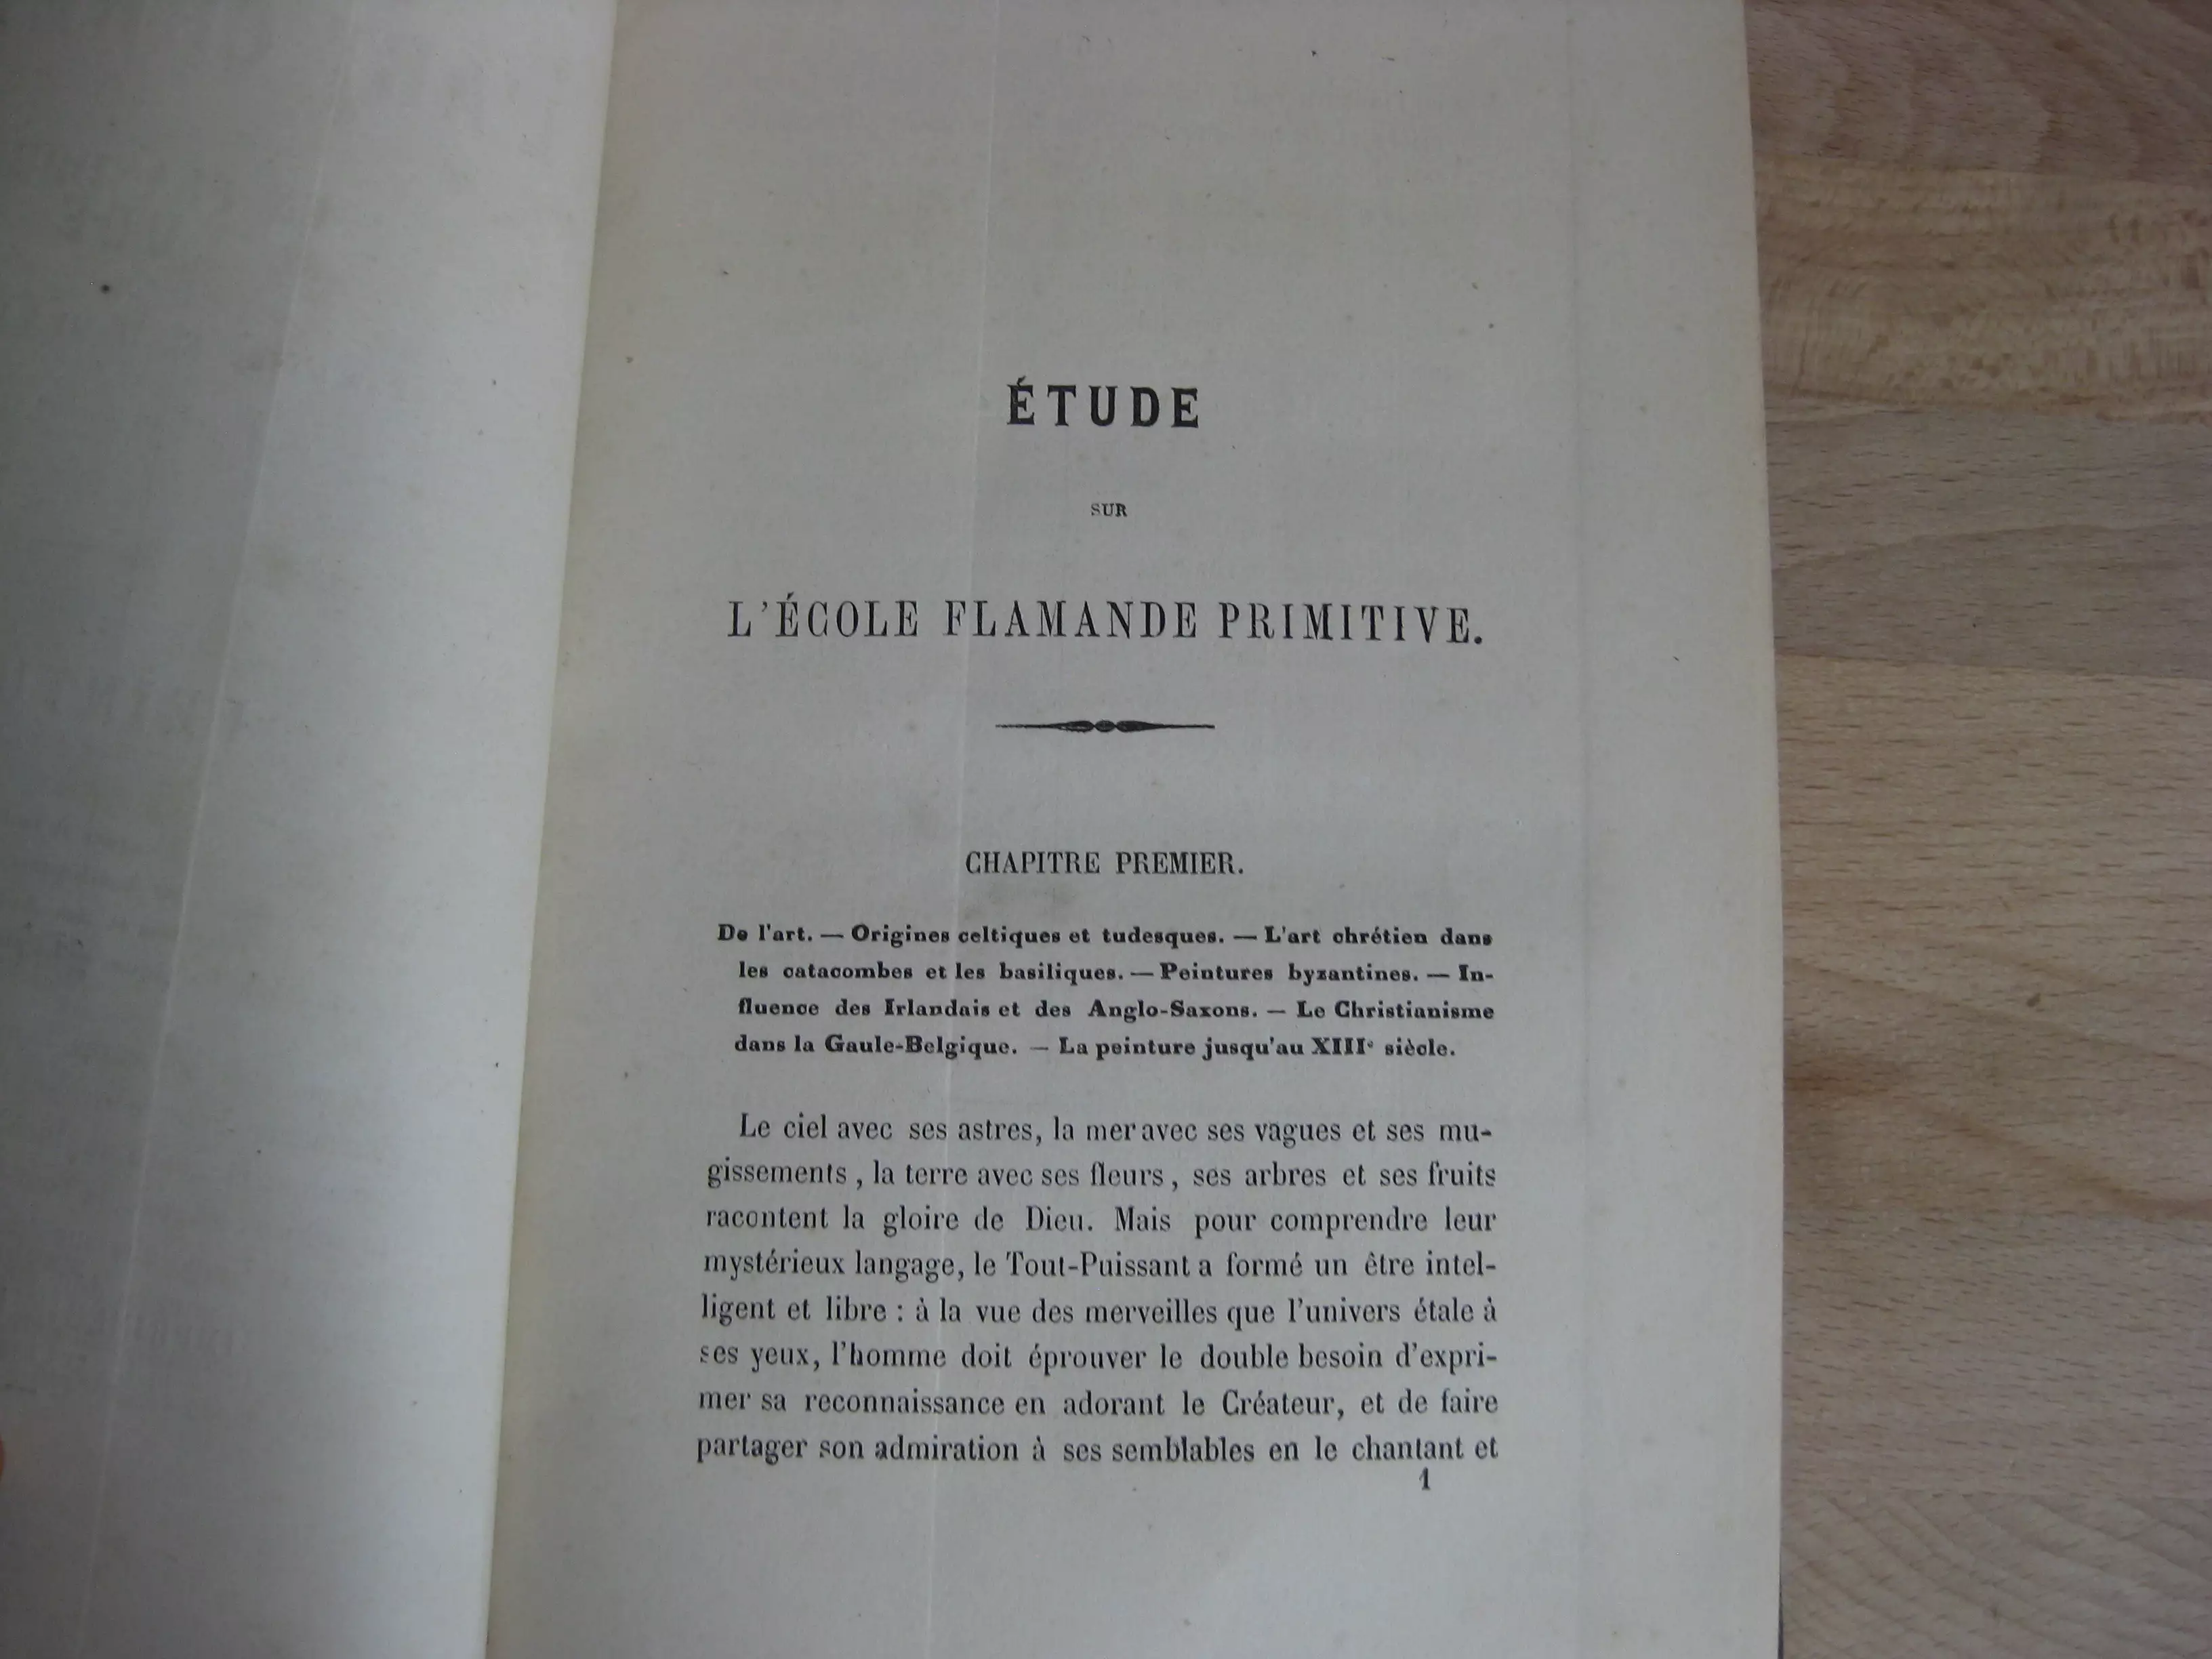 ÉTUDE
SUR
L'ÉCOLE FLAMANDE PRIMITIVE.
CHAPITRE PREMIER.
De l'art. — Origines celtiques et tudesques. — L'art chrétien dans
les catacombes et les basiliques. — Peintures byzantines. — In-
fluence des Irlandais et des Anglo-Saxons. — Le Christianisme
dans la Gaule-Belgique. — La peinture jusqu'au XIIIe siècle.
Le ciel avec ses astres, la mer avec ses vagues et ses mu-
gissements, la terre avec ses fleurs, ses arbres et ses fruits
racontent la gloire de Dieu. Mais pour comprendre leur
mystérieux langage, le Tout-Puissant a formé un être intel-
ligent et libre : à la vue des merveilles que l'univers étale à
ses yeux, l'homme doit éprouver le double besoin d'expri-
mer sa reconnaissance en adorant le Créateur, et de faire
partager son admiration à ses semblables en le chantant et
1